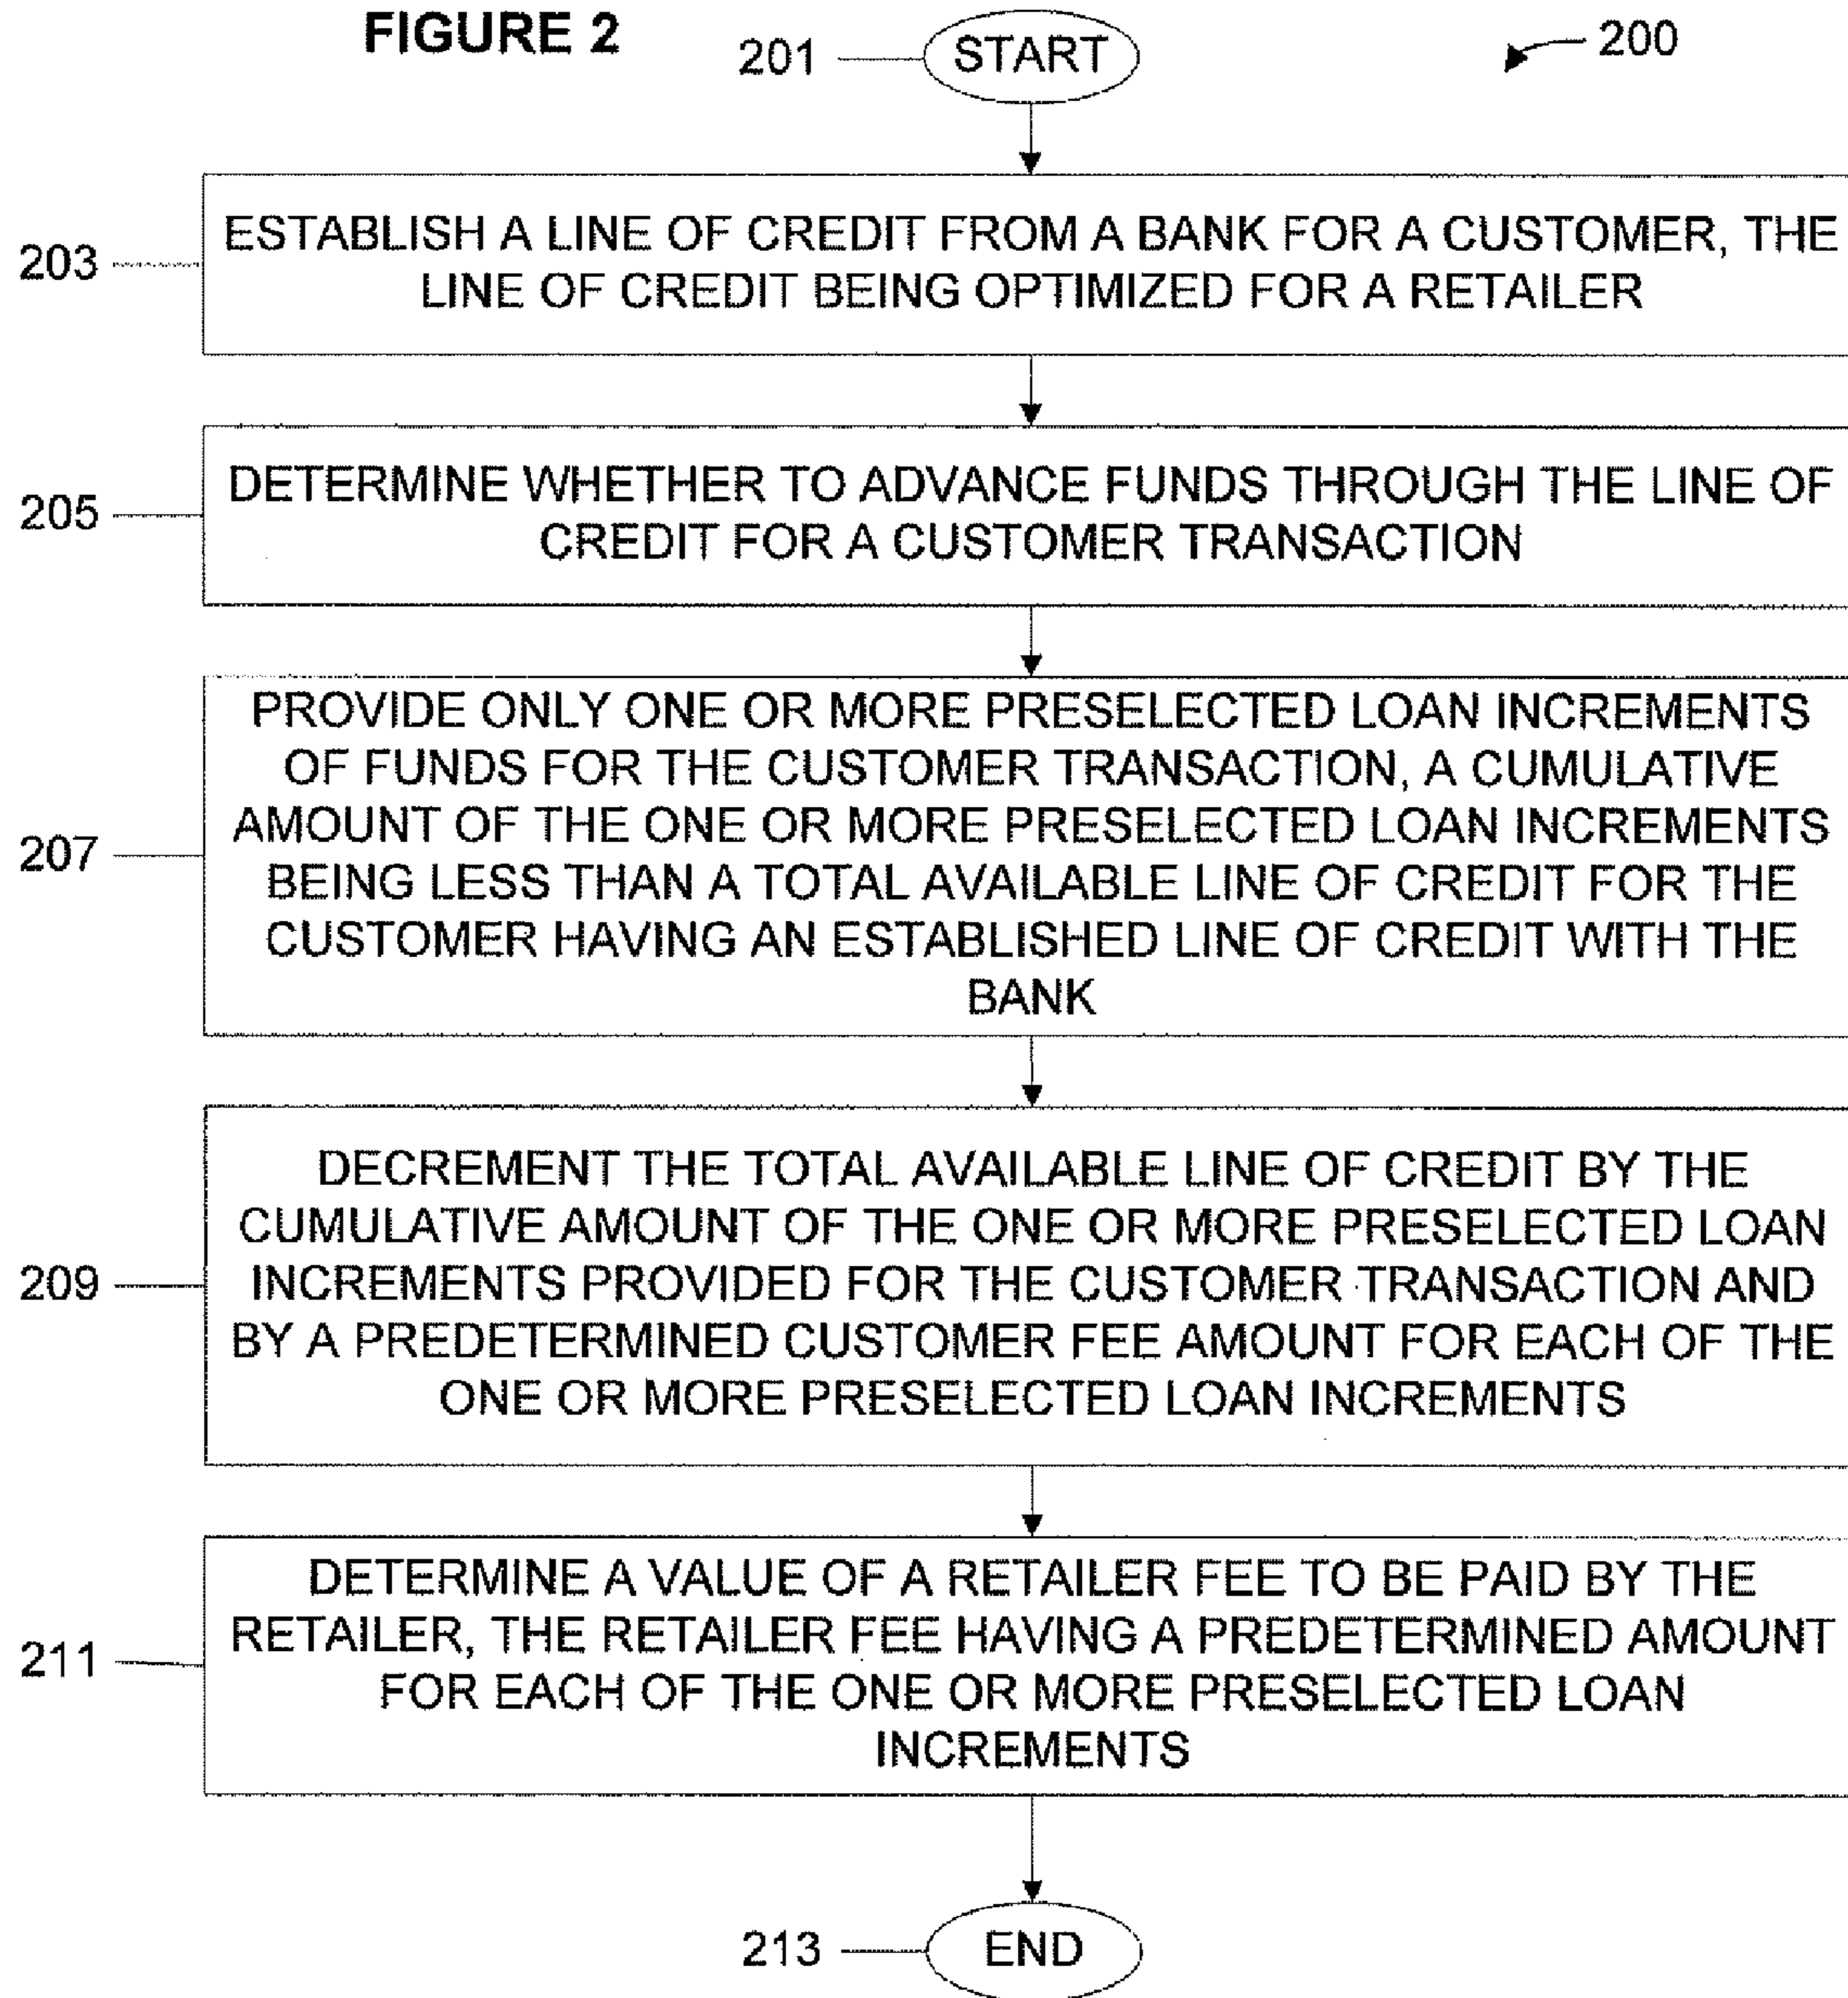 FIGURE 2
201
START
200
203
ESTABLISH A LINE OF CREDIT FROM A BANK FOR A CUSTOMER, THE
LINE OF CREDIT BEING OPTIMIZED FOR A RETAILER
205
DETERMINE WHETHER TO ADVANCE FUNDS THROUGH THE LINE OF
CREDIT FOR A CUSTOMER TRANSACTION
207
PROVIDE ONLY ONE OR MORE PRESELECTED LOAN INCREMENTS
OF FUNDS FOR THE CUSTOMER TRANSACTION, A CUMULATIVE
AMOUNT OF THE ONE OR MORE PRESELECTED LOAN INCREMENTS
BEING LESS THAN A TOTAL AVAILABLE LINE OF CREDIT FOR THE
CUSTOMER HAVING AN ESTABLISHED LINE OF CREDIT WITH THE
BANK
209
DECREMENT THE TOTAL AVAILABLE LINE OF CREDIT BY THE
CUMULATIVE AMOUNT OF THE ONE OR MORE PRESELECTED LOAN
INCREMENTS PROVIDED FOR THE CUSTOMER TRANSACTION AND
BY A PREDETERMINED CUSTOMER FEE AMOUNT FOR EACH OF THE
ONE OR MORE PRESELECTED LOAN INCREMENTS
211
DETERMINE A VALUE OF A RETAILER FEE TO BE PAID BY THE
RETAILER, THE RETAILER FEE HAVING A PREDETERMINED AMOUNT
FOR EACH OF THE ONE OR MORE PRESELECTED LOAN
INCREMENTS
213
END